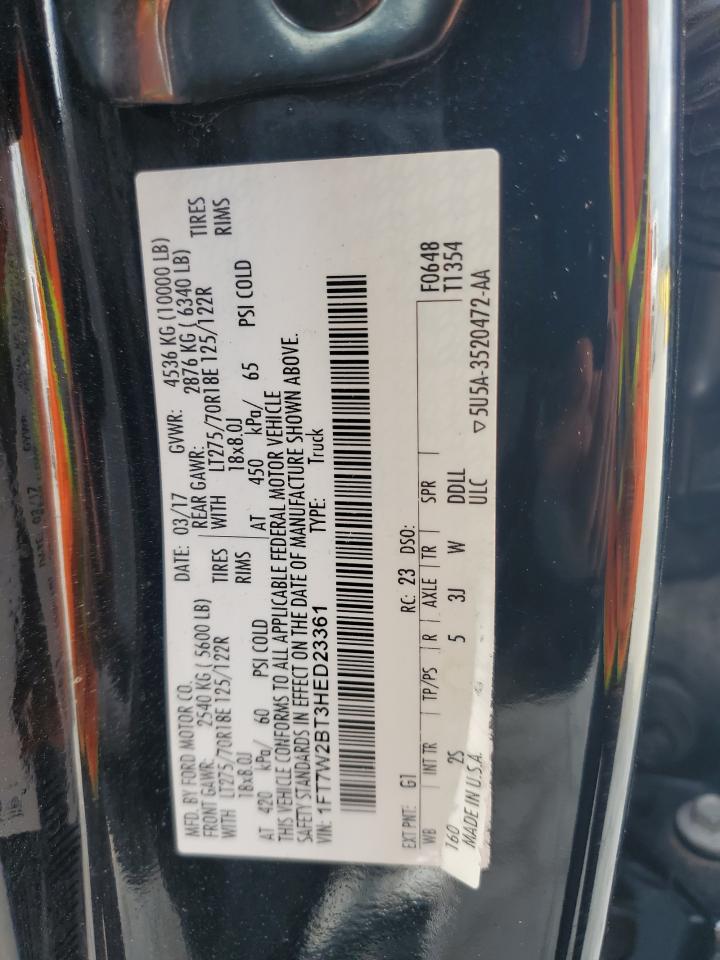 MFD. BY FORD MOTOR CO.
DATE: 03/17 GVWR: 4536 KG (10000 LB)
FRONT GAWR: 2540 KG ( 5600 LB) REAR GAWR: 2876 KG ( 6340 LB)
WITH LT275/70R18E 125/122R TIRES WITH LT275/70R18E 125/122R TIRES
18x8.0J RIMS 18x8.0J RIMS
AT 420 kPa/ 60 PSI COLD AT 450 kPa/ 65 PSI COLD
THIS VEHICLE CONFORMS TO ALL APPLICABLE FEDERAL MOTOR VEHICLE
SAFETY STANDARDS IN EFFECT ON THE DATE OF MANUFACTURE SHOWN ABOVE.
VIN: 1FT7W2BT3HED23361 TYPE: Truck
F0648
T1354
EXT PNT: G1 RC: 23 DSO:
WB INT TR TP/PS R AXLE TR SPR
160 2S 5 3J W DDLL
MADE IN U.S.A. ULC
▽5U5A-3520472-AA